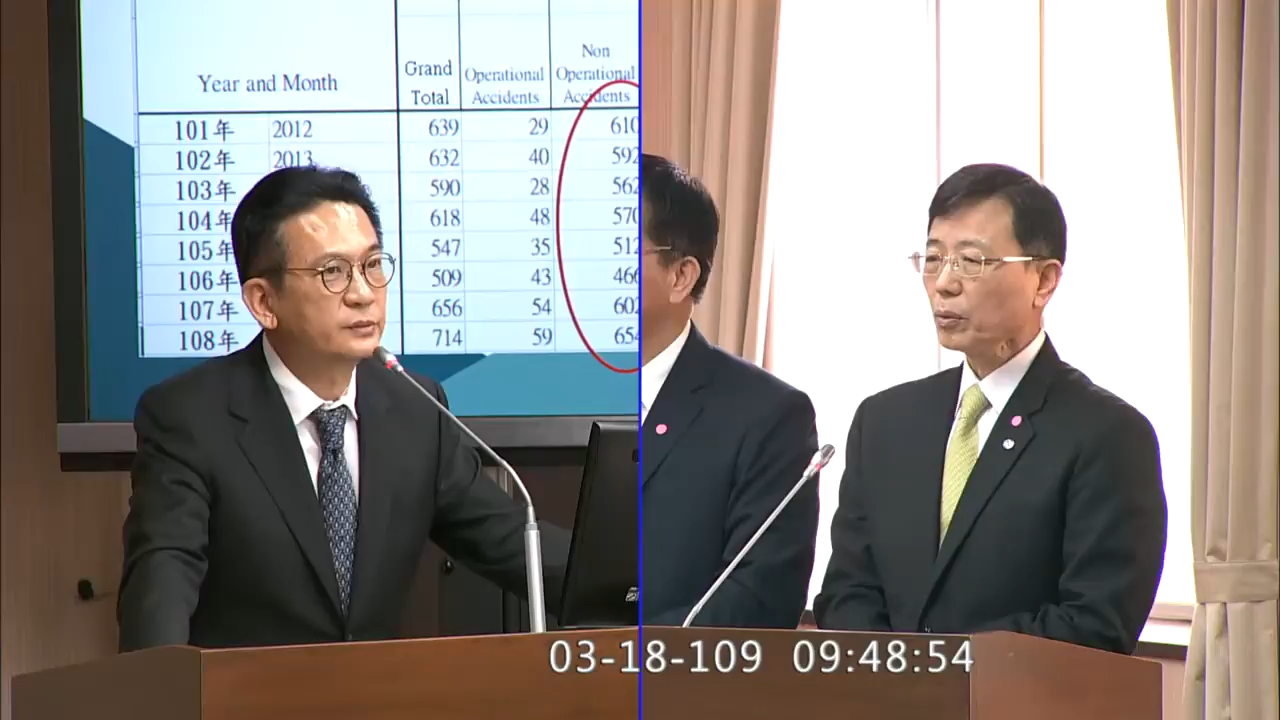 Year and Month Grand Total Operational Accidents Non Operational Accidents
101年 2012 639 29 610
102年 2013 632 40 592
103年 590 28 562
104年 618 48 570
105年 547 35 512
106年 509 43 466
107年 656 54 602
108年 714 59 654
03-18-109 09:48:54